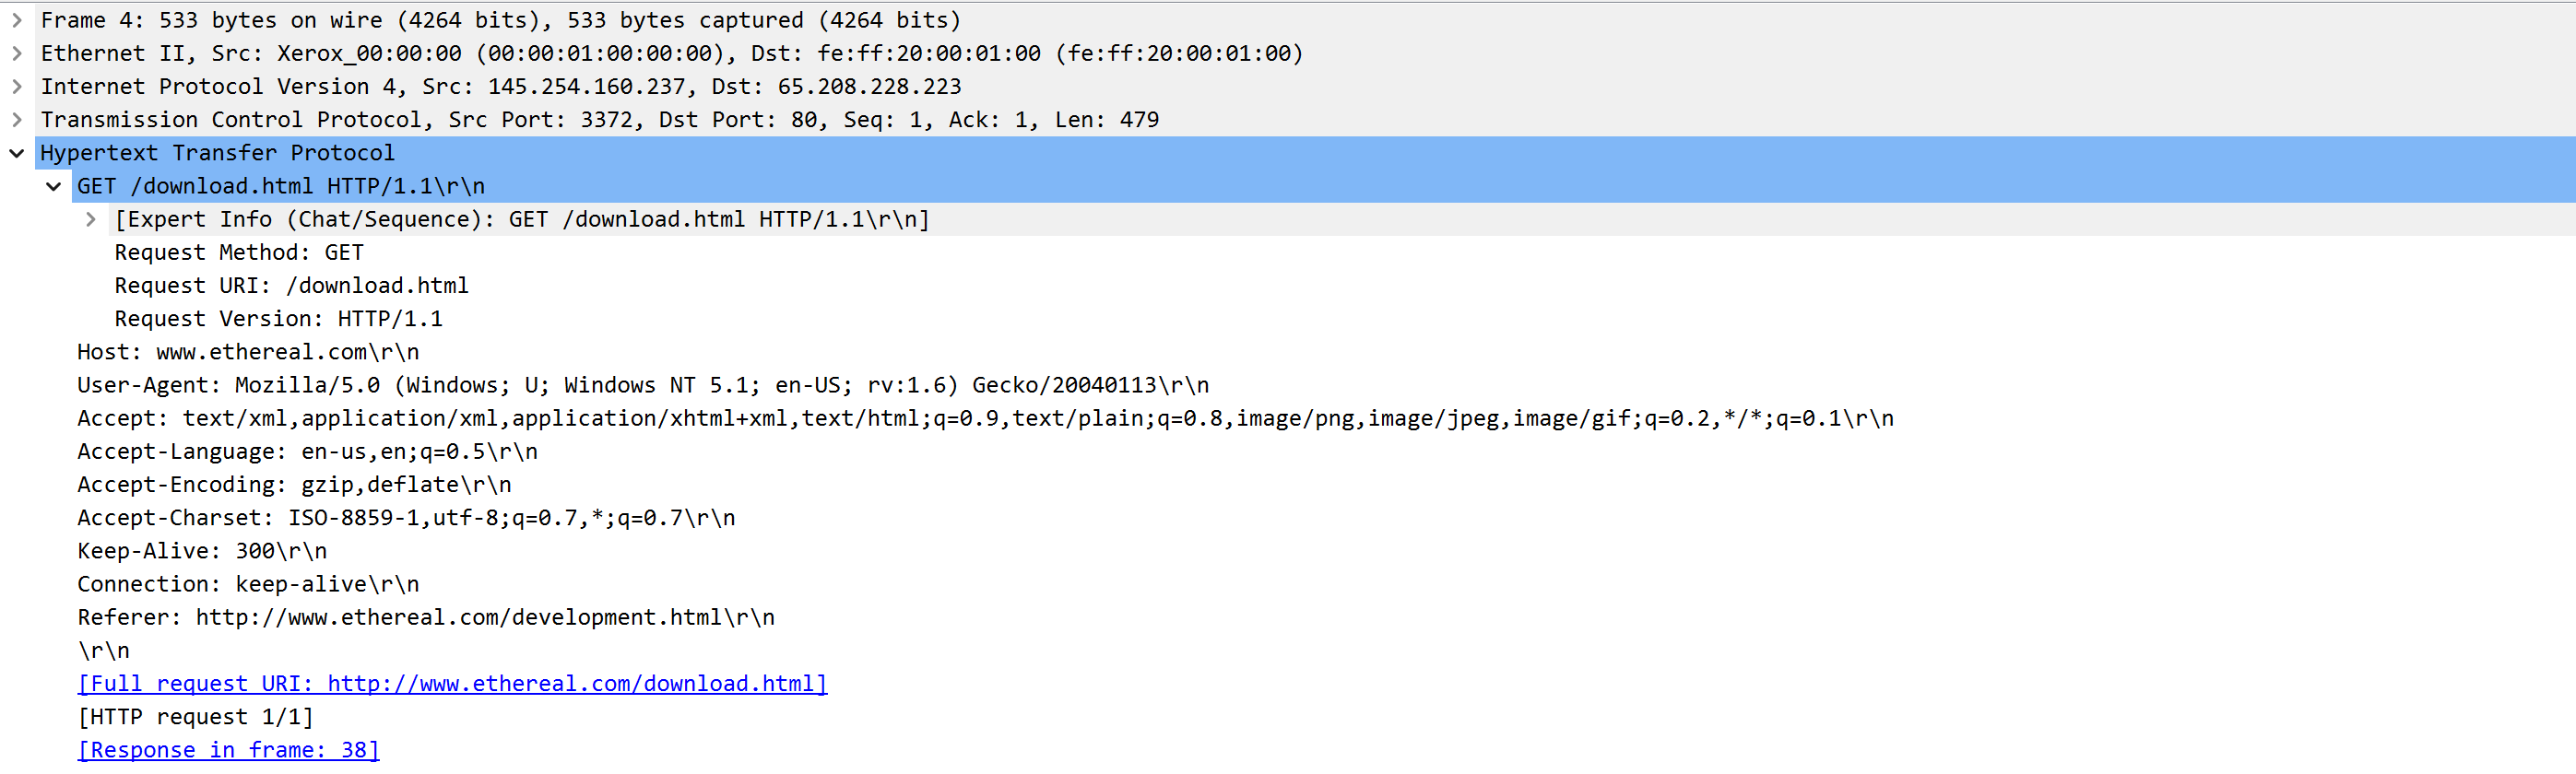 Frame 4: 533 bytes on wire (4264 bits), 533 bytes captured (4264 bits)
Ethernet II, Src: Xerox_00:00:00 (00:00:01:00:00:00), Dst: fe:ff:20:00:01:00 (fe:ff:20:00:01:00)
Internet Protocol Version 4, Src: 145.254.160.237, Dst: 65.208.228.223
Transmission Control Protocol, Src Port: 3372, Dst Port: 80, Seq: 1, Ack: 1, Len: 479
Hypertext Transfer Protocol
GET /download.html HTTP/1.1\r\n
[Expert Info (Chat/Sequence): GET /download.html HTTP/1.1\r\n]
Request Method: GET
Request URI: /download.html
Request Version: HTTP/1.1
Host: www.ethereal.com\r\n
User-Agent: Mozilla/5.0 (Windows; U; Windows NT 5.1; en-US; rv:1.6) Gecko/20040113\r\n
Accept: text/xml,application/xml,application/xhtml+xml,text/html;q=0.9,text/plain;q=0.8,image/png,image/jpeg,image/gif;q=0.2,*/*;q=0.1\r\n
Accept-Language: en-us,en;q=0.5\r\n
Accept-Encoding: gzip,deflate\r\n
Accept-Charset: ISO-8859-1,utf-8;q=0.7,*;q=0.7\r\n
Keep-Alive: 300\r\n
Connection: keep-alive\r\n
Referer: http://www.ethereal.com/development.html\r\n
\r\n
[Full request URI: http://www.ethereal.com/download.html]
[HTTP request 1/1]
[Response in frame: 38]